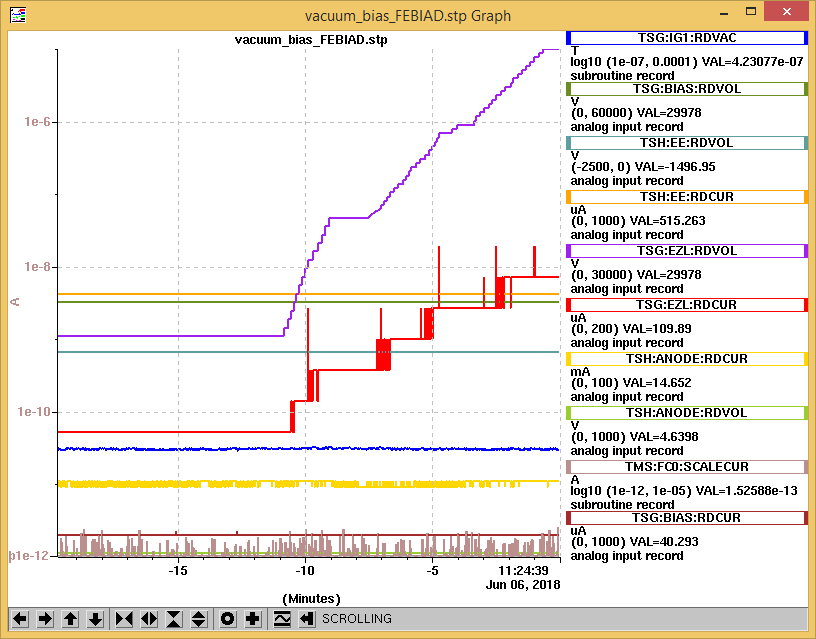 vacuum_bias_FEBIAD.stp Graph
vacuum_bias_FEBIAD.stp
1e-6
1e-8
A
1e-10
1e-12
-15
-10
-5
11:24:39
Jun 06, 2018
(Minutes)
TSG:IG1:RDVAC
T
log10 (1e-07, 0.0001) VAL=4.23077e-07
subroutine record
TSG:BIAS:RDVOL
V
(0, 60000) VAL=29978
analog input record
TSH:EE:RDVOL
V
(-2500, 0) VAL=-1496.95
analog input record
TSH:EE:RDCUR
uA
(0, 1000) VAL=515.263
analog input record
TSG:EZL:RDVOL
V
(0, 30000) VAL=29978
analog input record
TSG:EZL:RDCUR
uA
(0, 200) VAL=109.89
analog input record
TSH:ANODE:RDCUR
mA
(0, 100) VAL=14.652
analog input record
TSH:ANODE:RDVOL
V
(0, 1000) VAL=4.6398
analog input record
TMS:FC0:SCALECUR
A
log10 (1e-12, 1e-05) VAL=1.52588e-13
subroutine record
TSG:BIAS:RDCUR
uA
(0, 1000) VAL=40.293
analog input record
SCROLLING